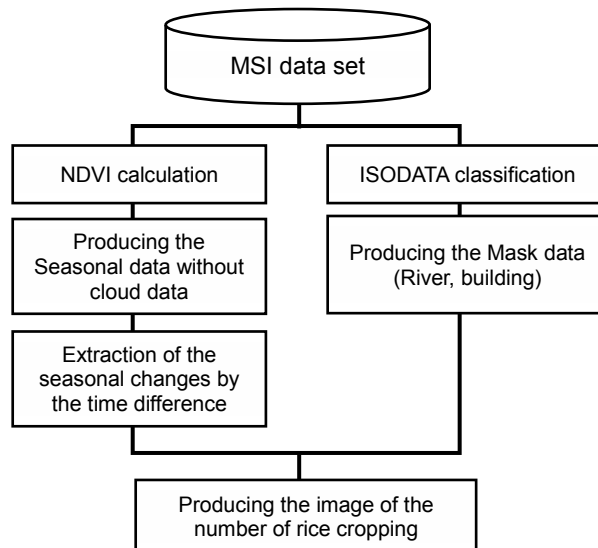 MSI data set
NDVI calculation
ISODATA classification
Producing the
Seasonal data without
cloud data
Producing the Mask data
(River, building)
Extraction of the
seasonal changes by
the time difference
Producing the image of the
number of rice cropping